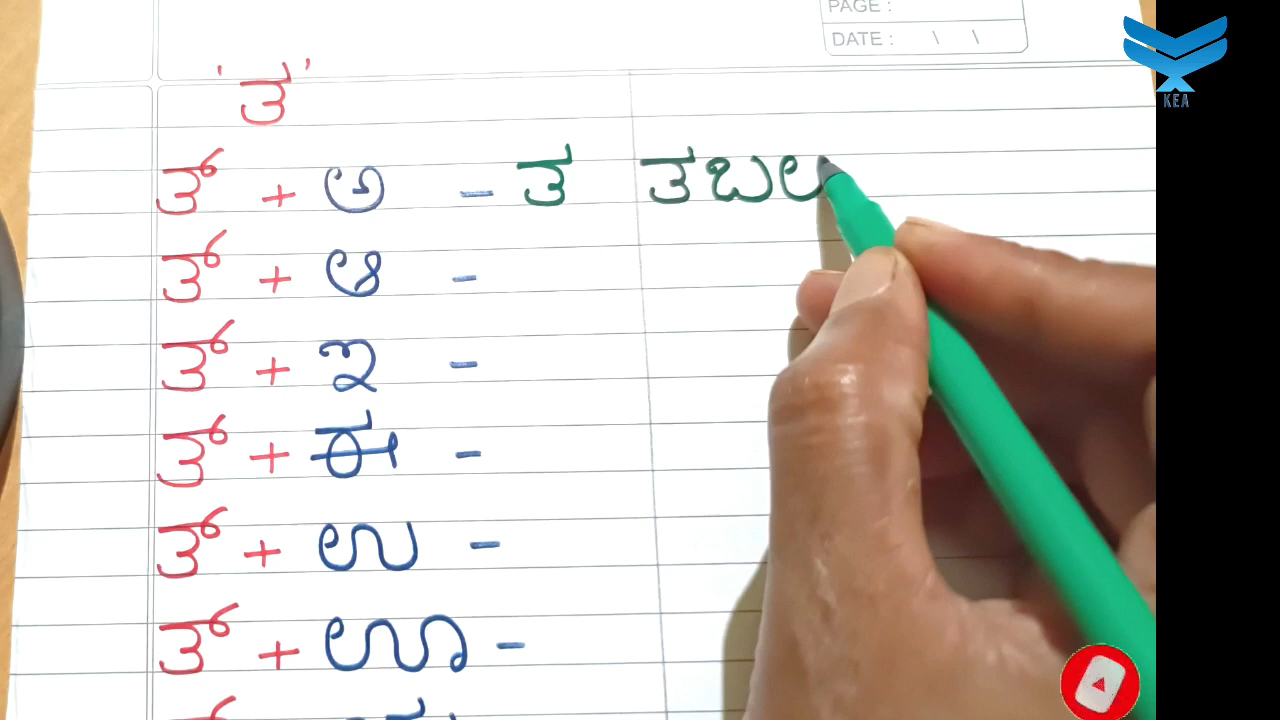 PAGE :
DATE : \ \
KEA
'ತ'
ತ್ + ಅ - ತ ತಬಲ
ತ್ + ಆ -
ತ್ + ಇ -
ತ್ + ಈ -
ತ್ + ಉ -
ತ್ + ಊ -